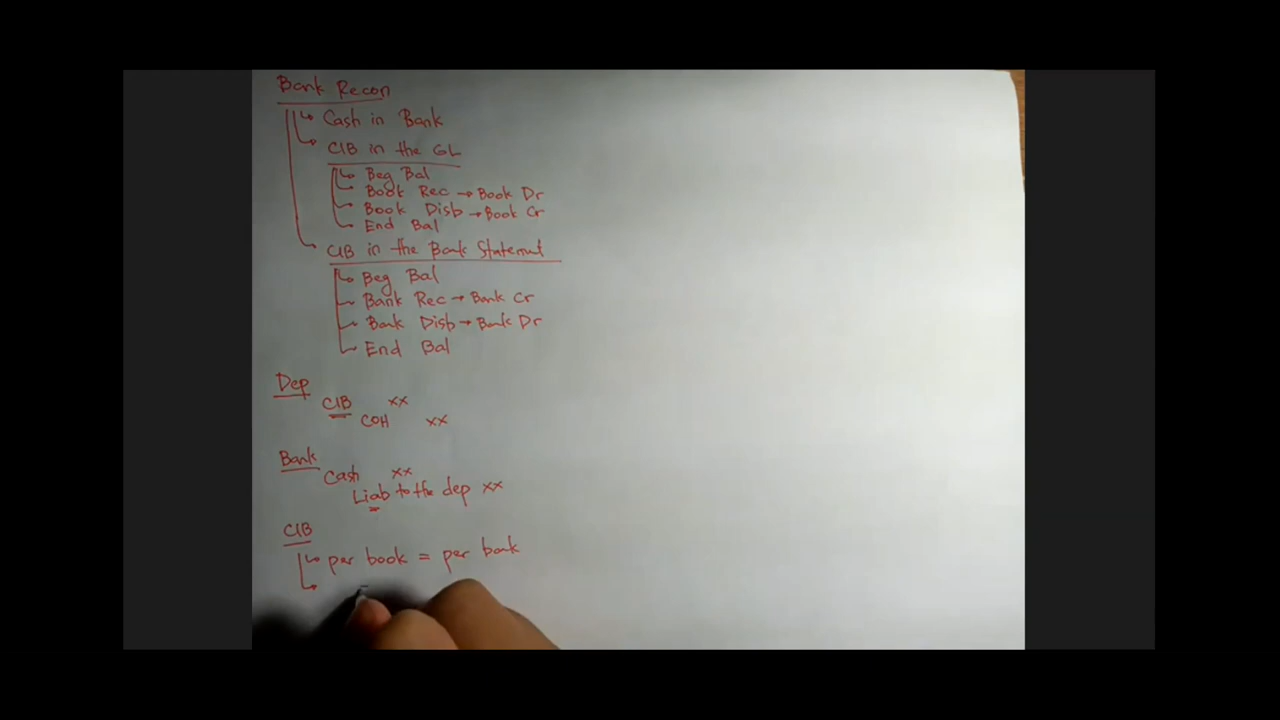 Bank Recon
Cash in Bank
CIB in the GL
Beg Bal
Book Rec → Book Dr
Book Disb → Book Cr
End Bal
CIB in the Bank Statement
Beg Bal
Bank Rec → Bank Cr
Bank Disb → Bank Dr
End Bal
Dep
CIB xx
COH xx
Bank
Cash xx
Liab to the dep xx
CIB
per book = per bank